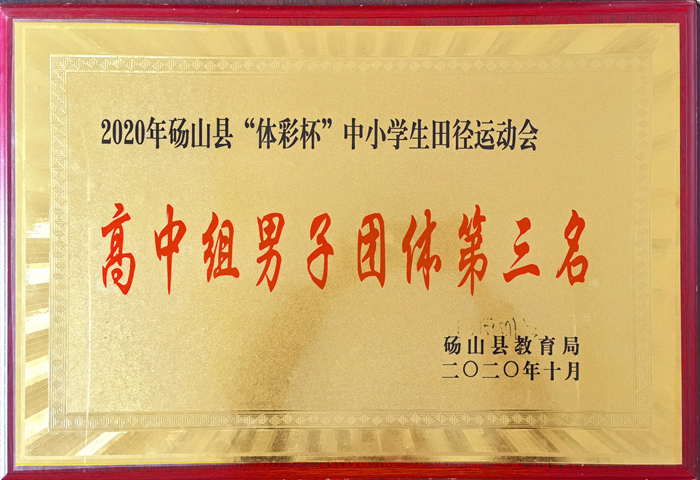 2020年砀山县“体彩杯”中小学生田径运动会
高中组男子团体第三名
砀山县教育局
二〇二〇年十月